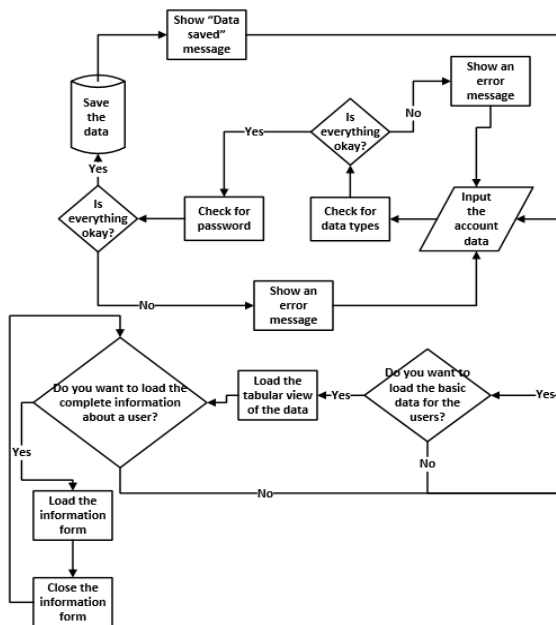 Show “Data
saved”
message
Show an
error
message
Save
the
data
Is
everything
okay?
No
Yes
Yes
Is
everything
okay?
Check for
password
Check for
data types
Input
the
account
data
No
Show an
error
message
Do you want to load the
complete information
about a user?
Load the
tabular view
of the data
Yes
Do you want to
load the basic
data for the
users?
Yes
Yes
No
No
Load the
information
form
Close the
information
form